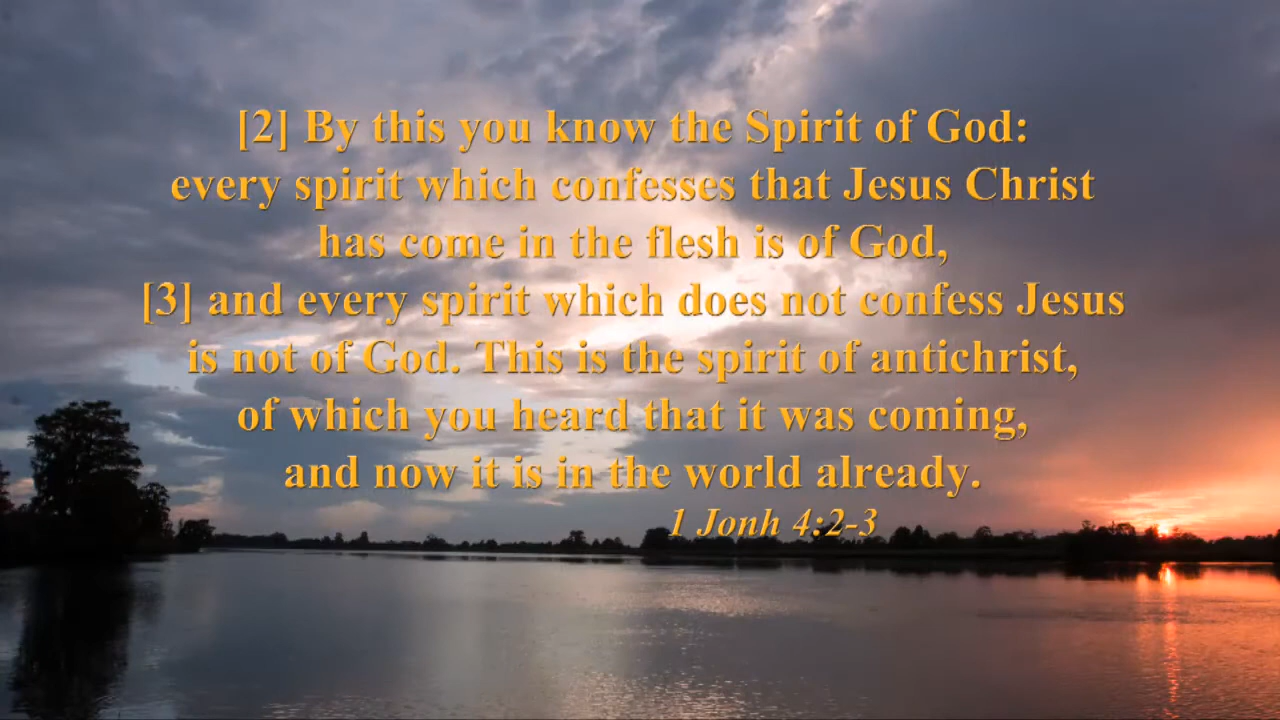 [2] By this you know the Spirit of God:
every spirit which confesses that Jesus Christ
has come in the flesh is of God,
[3] and every spirit which does not confess Jesus
is not of God. This is the spirit of antichrist,
of which you heard that it was coming,
and now it is in the world already.
1 Jonh 4:2-3